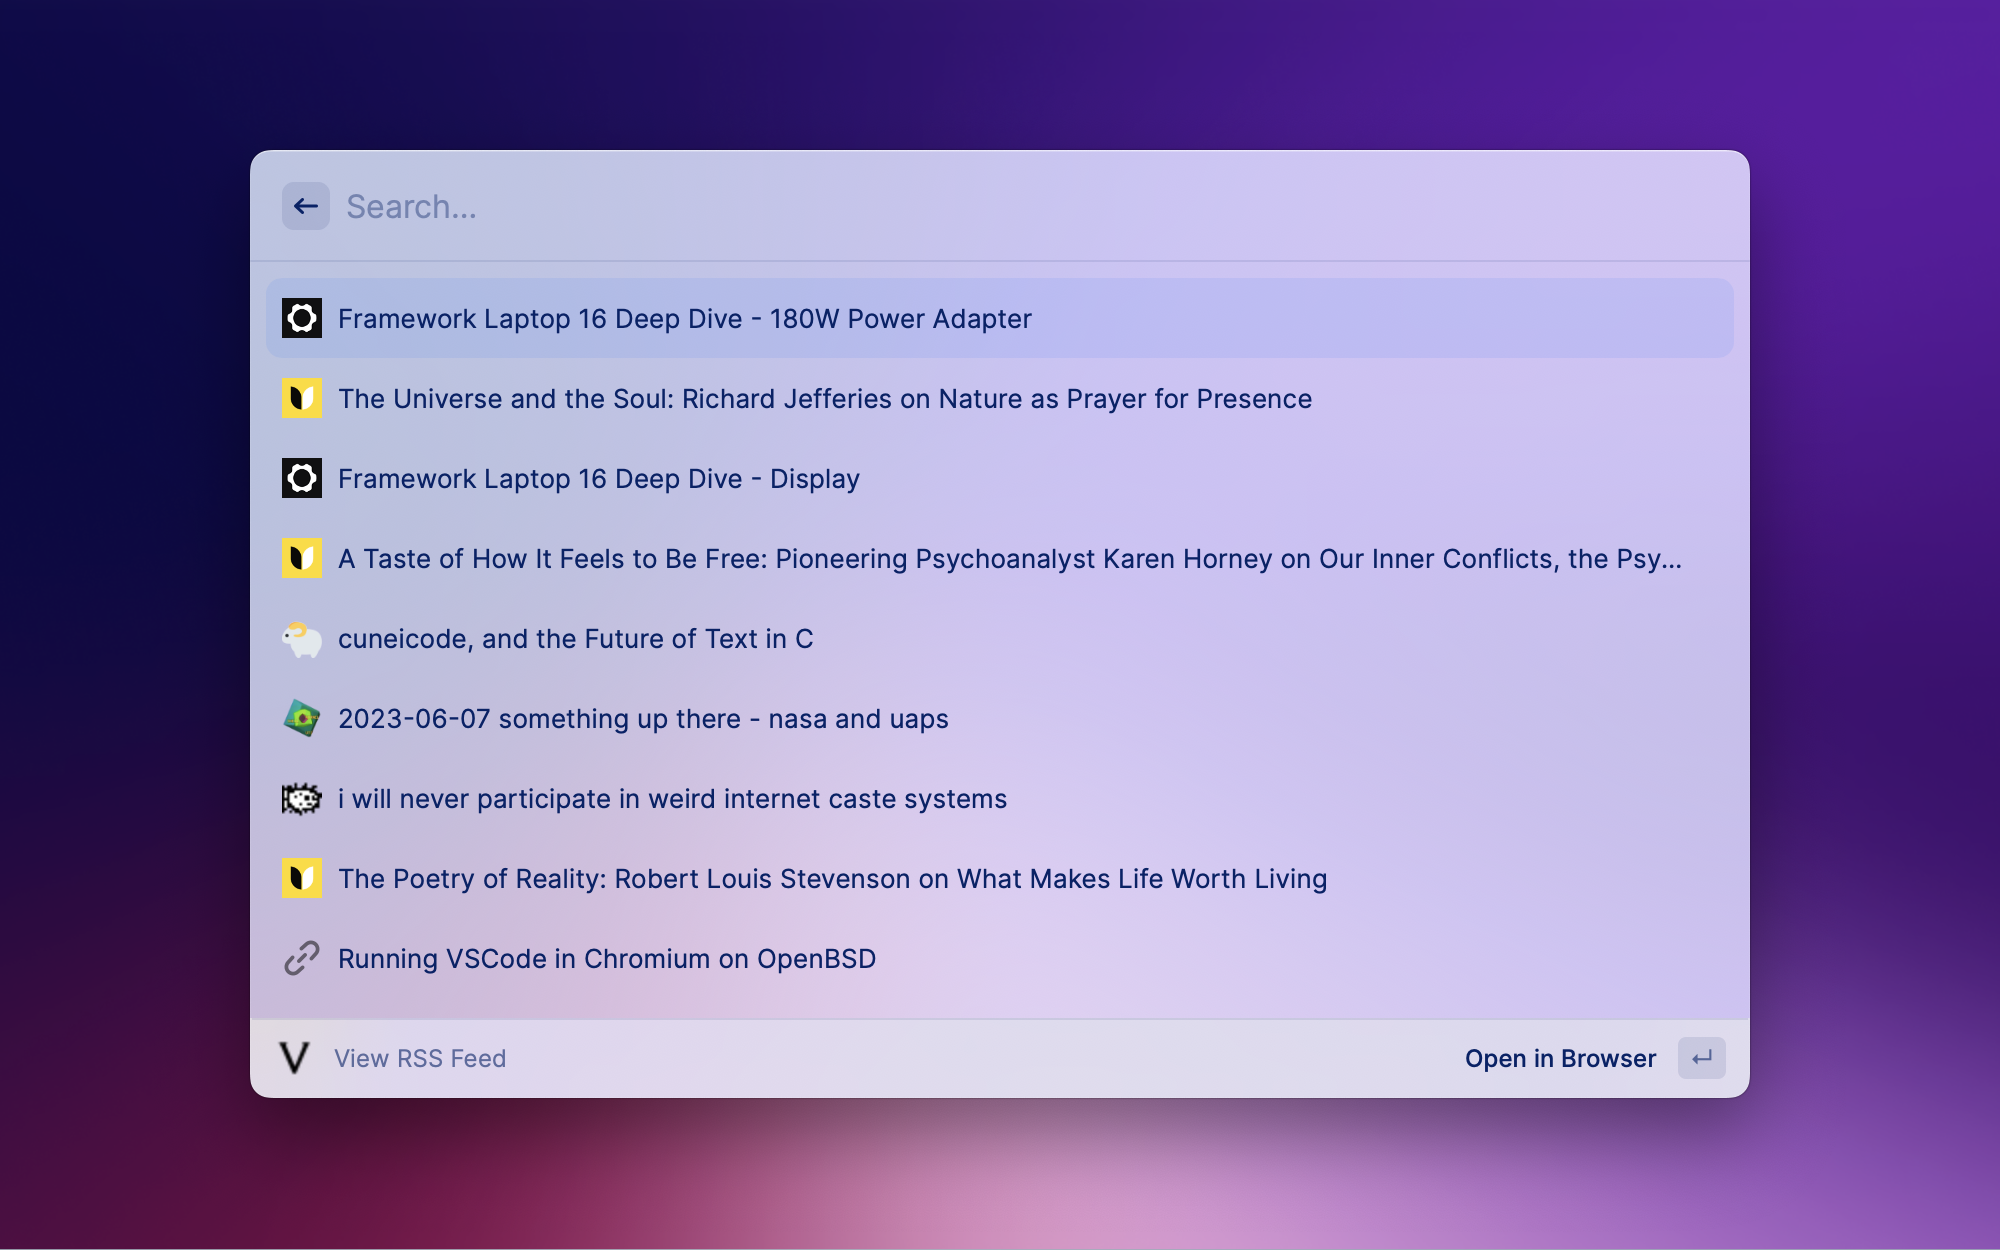 Search...
Framework Laptop 16 Deep Dive - 180W Power Adapter
The Universe and the Soul: Richard Jefferies on Nature as Prayer for Presence
Framework Laptop 16 Deep Dive - Display
A Taste of How It Feels to Be Free: Pioneering Psychoanalyst Karen Horney on Our Inner Conflicts, the Psy...
cuneicode, and the Future of Text in C
2023-06-07 something up there - nasa and uaps
i will never participate in weird internet caste systems
The Poetry of Reality: Robert Louis Stevenson on What Makes Life Worth Living
Running VSCode in Chromium on OpenBSD
V View RSS Feed Open in Browser